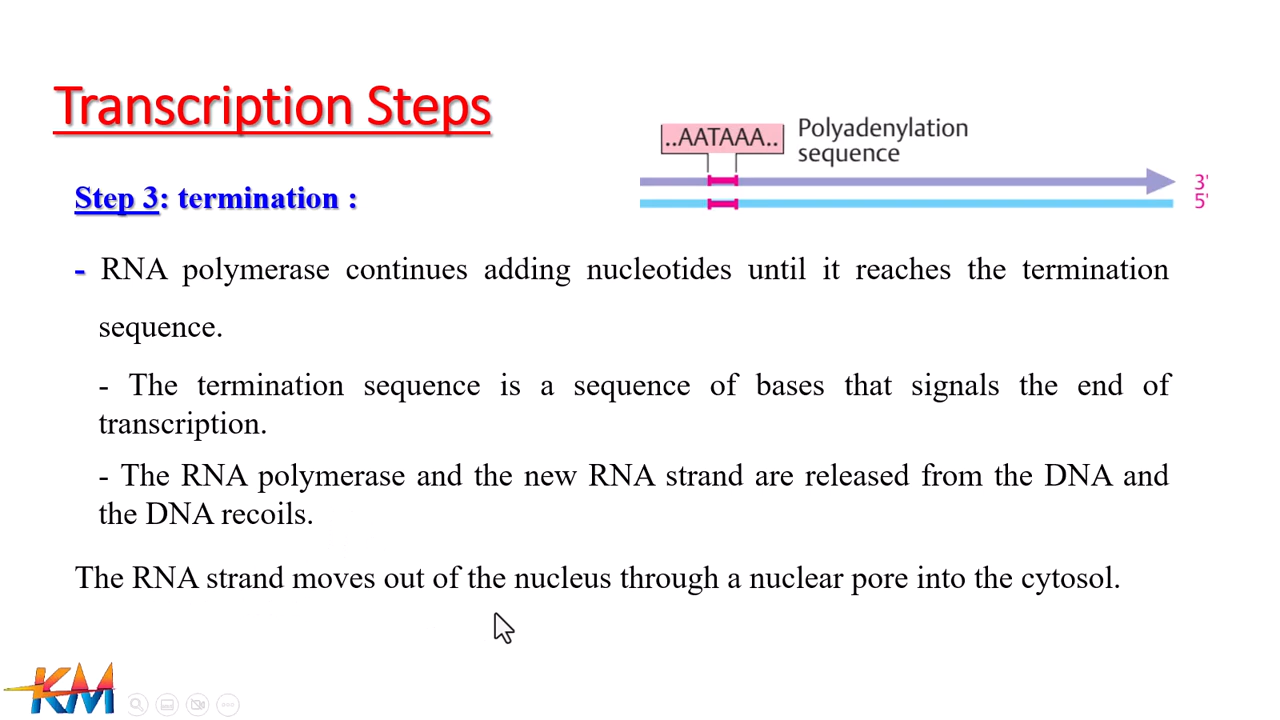 Transcription Steps
..AATAAA..
Polyadenylation
sequence
3'
5'
Step 3: termination :
- RNA polymerase continues adding nucleotides until it reaches the termination
sequence.
- The termination sequence is a sequence of bases that signals the end of
transcription.
- The RNA polymerase and the new RNA strand are released from the DNA and
the DNA recoils.
The RNA strand moves out of the nucleus through a nuclear pore into the cytosol.
KM